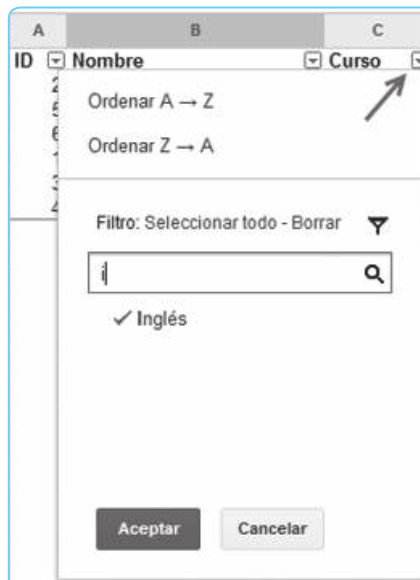 A B C
ID Nombre Curso
Ordenar A → Z
Ordenar Z → A
Filtro: Seleccionar todo - Borrar
i
✓ Inglés
Aceptar Cancelar